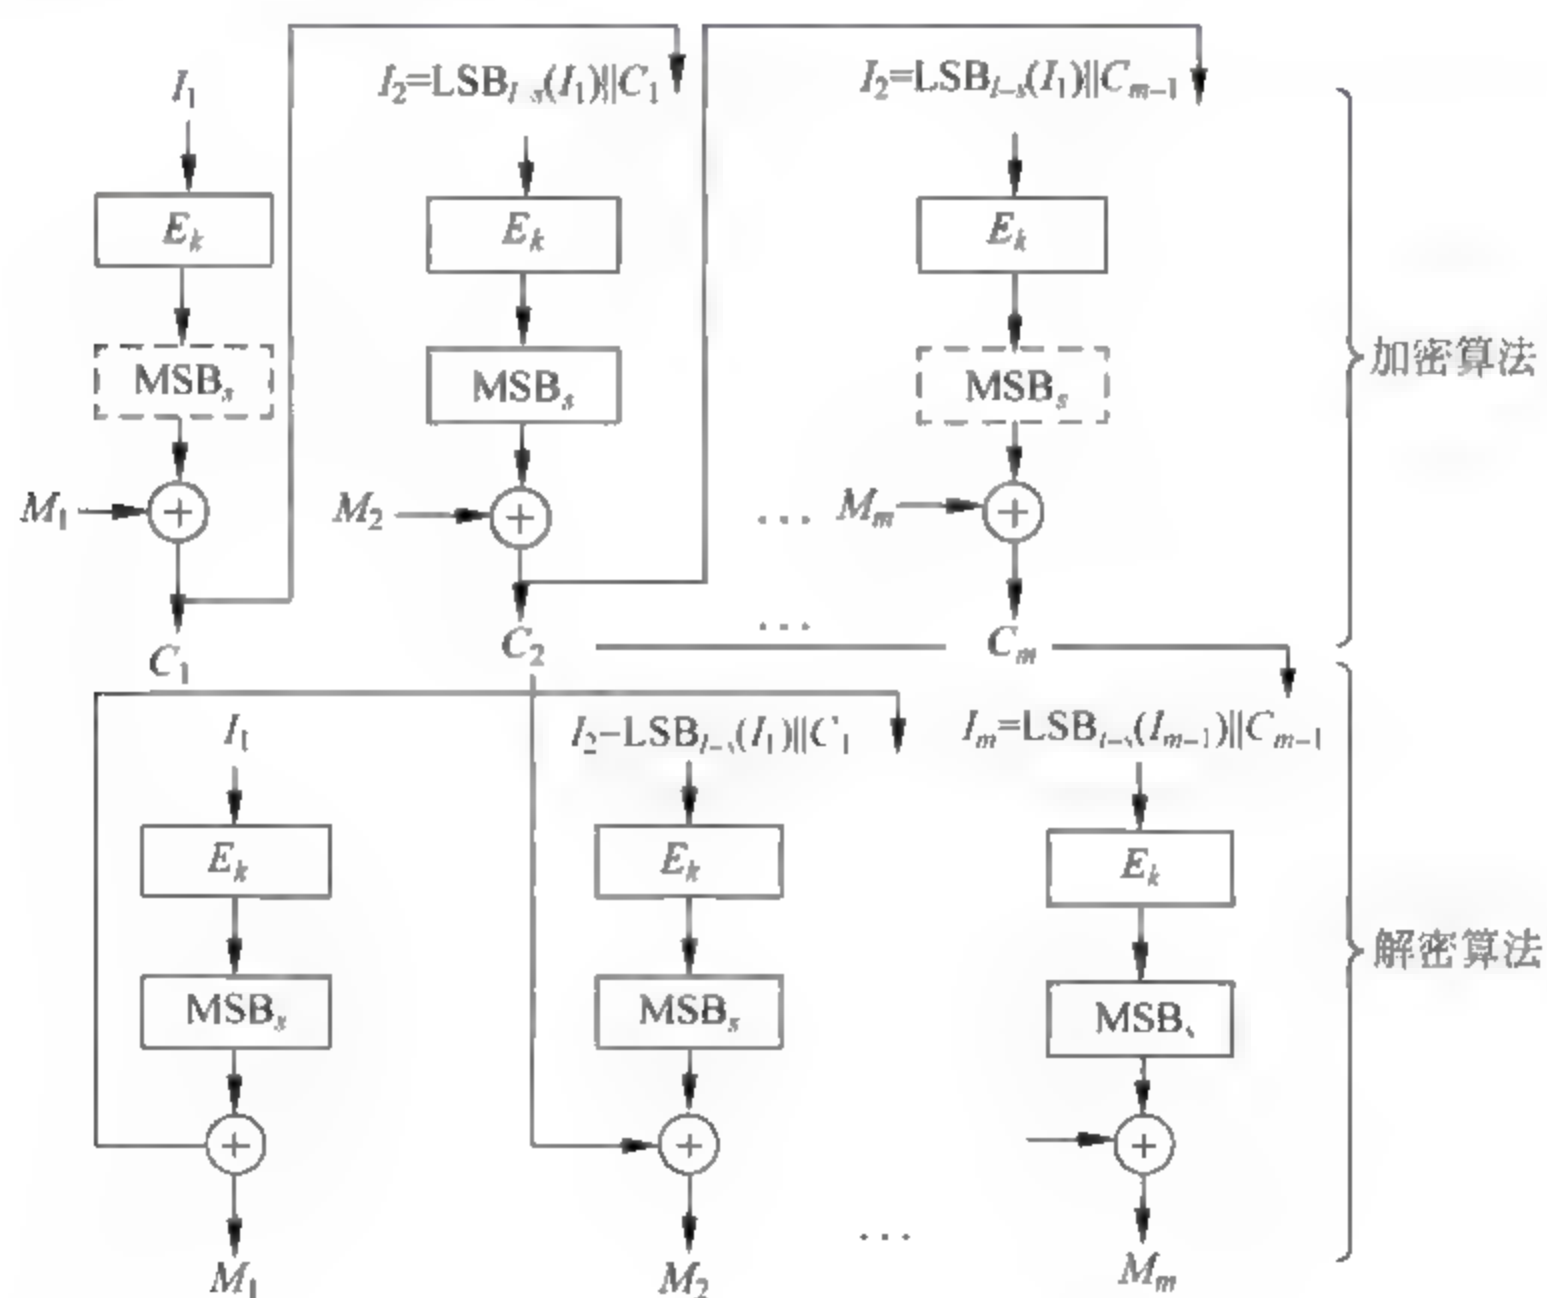 I₁
I₂=LSBₗ₋ₛ(I₁)||C₁
I₂=LSBₗ₋ₛ(I₁)||Cₘ₋₁
Eₖ
Eₖ
Eₖ
MSBₛ
MSBₛ
MSBₛ
加密算法
M₁
+
M₂
+
...
Mₘ
+
C₁
C₂
...
Cₘ
I₁
I₂-LSBₗ₋ₛ(I₁)||C₁
Iₘ=LSBₗ₋ₛ(Iₘ₋₁)||Cₘ₋₁
Eₖ
Eₖ
Eₖ
解密算法
MSBₛ
MSBₛ
MSBₛ
+
+
+
M₁
M₂
...
Mₘ